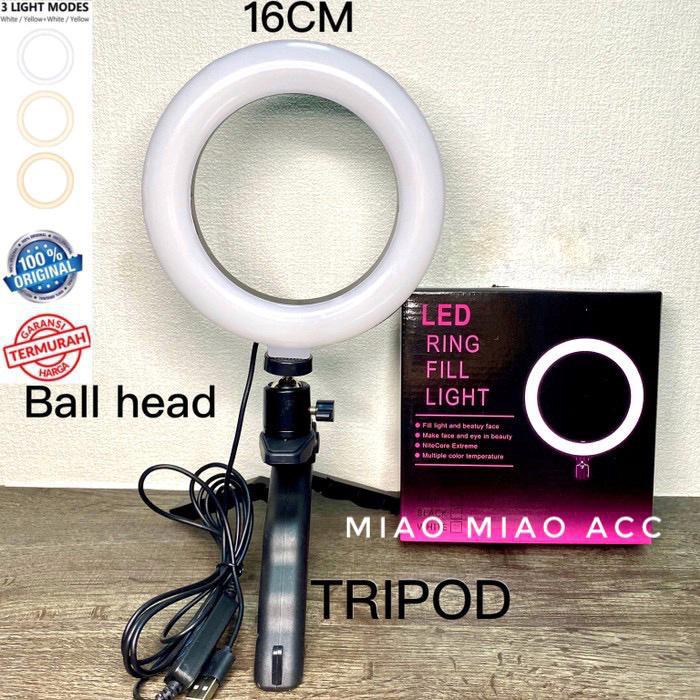 3 LIGHT MODES
White / Yellow+White / Yellow
16CM
100%
ORIGINAL
GARANSI
TERMURAH
HARGA
Ball head
LED
RING
FILL
LIGHT
Fill light and beatuy face
Make face and eye in beauty
NiteCore Extreme
Multiple color temperature
BLACK
WHITE
MIAO MIAO ACC
TRIPOD